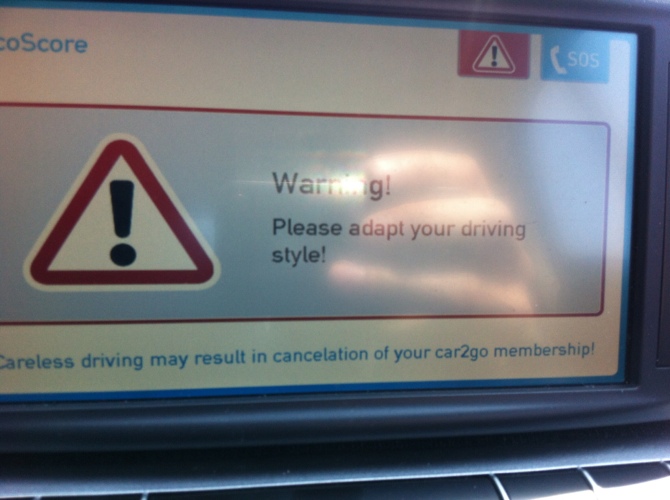 coScore
SOS
Warning!
Please adapt your driving
style!
Careless driving may result in cancelation of your car2go membership!